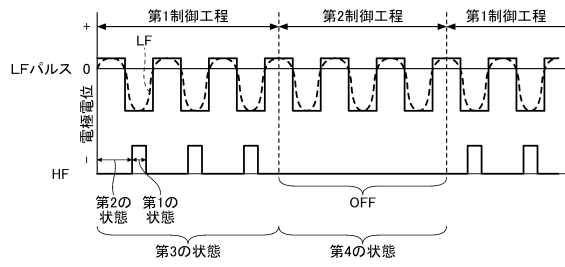 +
第1制御工程
第2制御工程
第1制御工程
LF
LFパルス
0
電極電位
-
HF
第2の
状態
第1の
状態
OFF
第3の状態
第4の状態